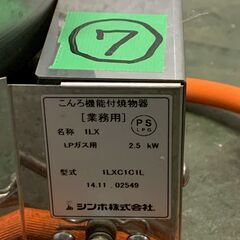 ⑦
こんろ機能付焼物器
[業務用]
PS
LPG
名称 1LX
LPガス用 2.5 kW
型式 1LXC1C1L
14.11.02549
シンポ株式会社